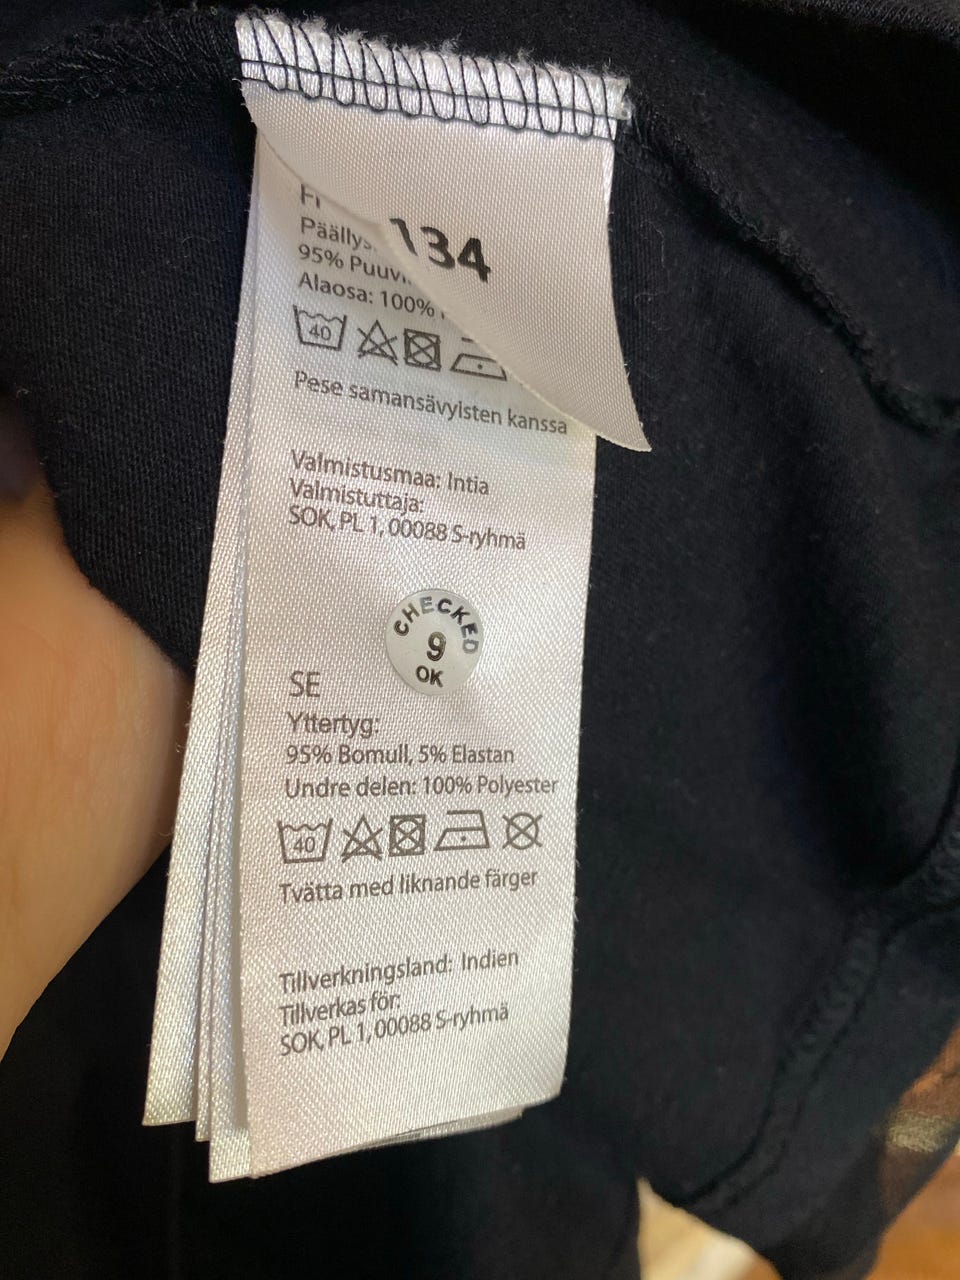 134
FI
95%
Alaosa: 100%
40
Pese samansävyisten kanssa
Valmistusmaa: Intia
Valmistuttaja:
SOK, PL 1, 00088 S-ryhmä
CHECKED
9
OK
SE
Yttertyg:
95% Bomull, 5% Elastan
Undre delen: 100% Polyester
40
Tvätta med liknande färger
Tillverkningsland: Indien
Tillverkas för:
SOK, PL 1, 00088 S-ryhmä